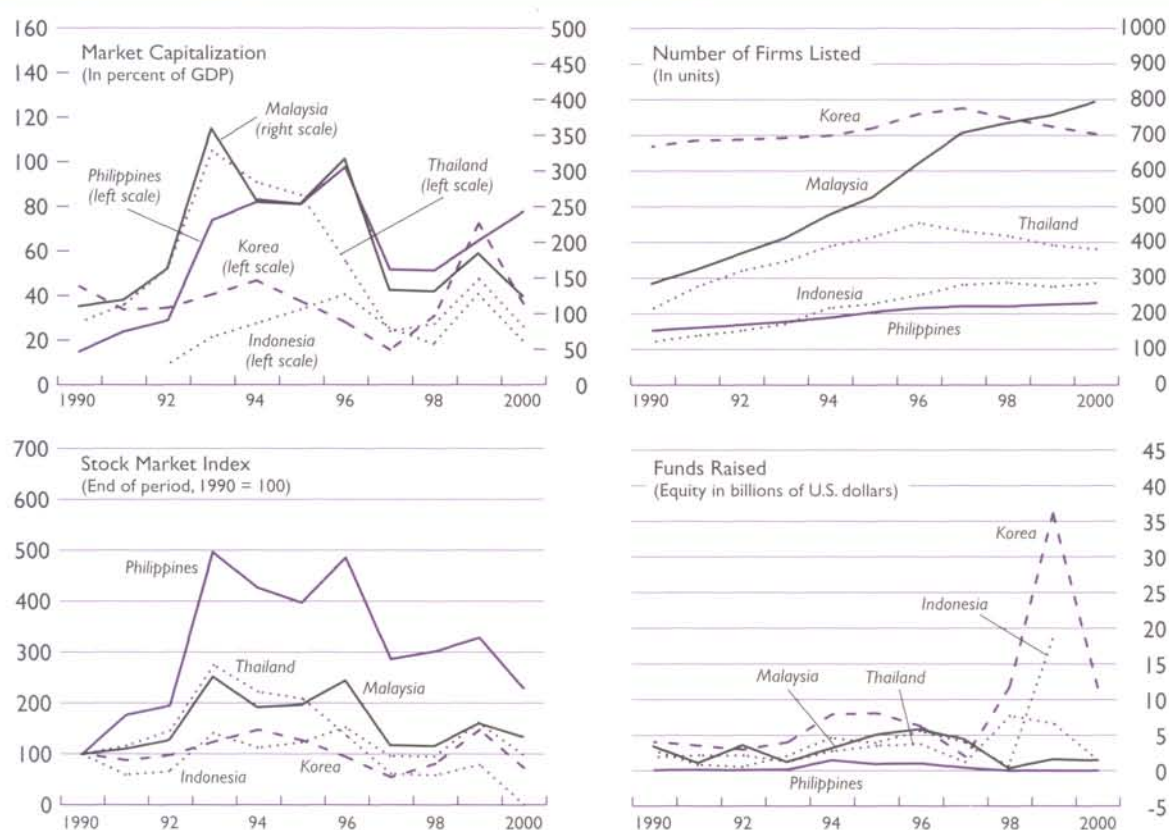 Market Capitalization
(In percent of GDP)
160
140
120
100
80
60
40
20
0
500
450
400
350
300
250
200
150
100
50
0
Malaysia
(right scale)
Philippines
(left scale)
Thailand
(left scale)
Korea
(left scale)
Indonesia
(left scale)
1990 92 94 96 98 2000
Number of Firms Listed
(In units)
1000
900
800
700
600
500
400
300
200
100
0
Korea
Malaysia
Thailand
Indonesia
Philippines
1990 92 94 96 98 2000
Stock Market Index
(End of period, 1990 = 100)
700
600
500
400
300
200
100
0
Philippines
Thailand
Malaysia
Indonesia
Korea
1990 92 94 96 98 2000
Funds Raised
(Equity in billions of U.S. dollars)
45
40
35
30
25
20
15
10
5
0
-5
Korea
Indonesia
Malaysia
Thailand
Philippines
1990 92 94 96 98 2000